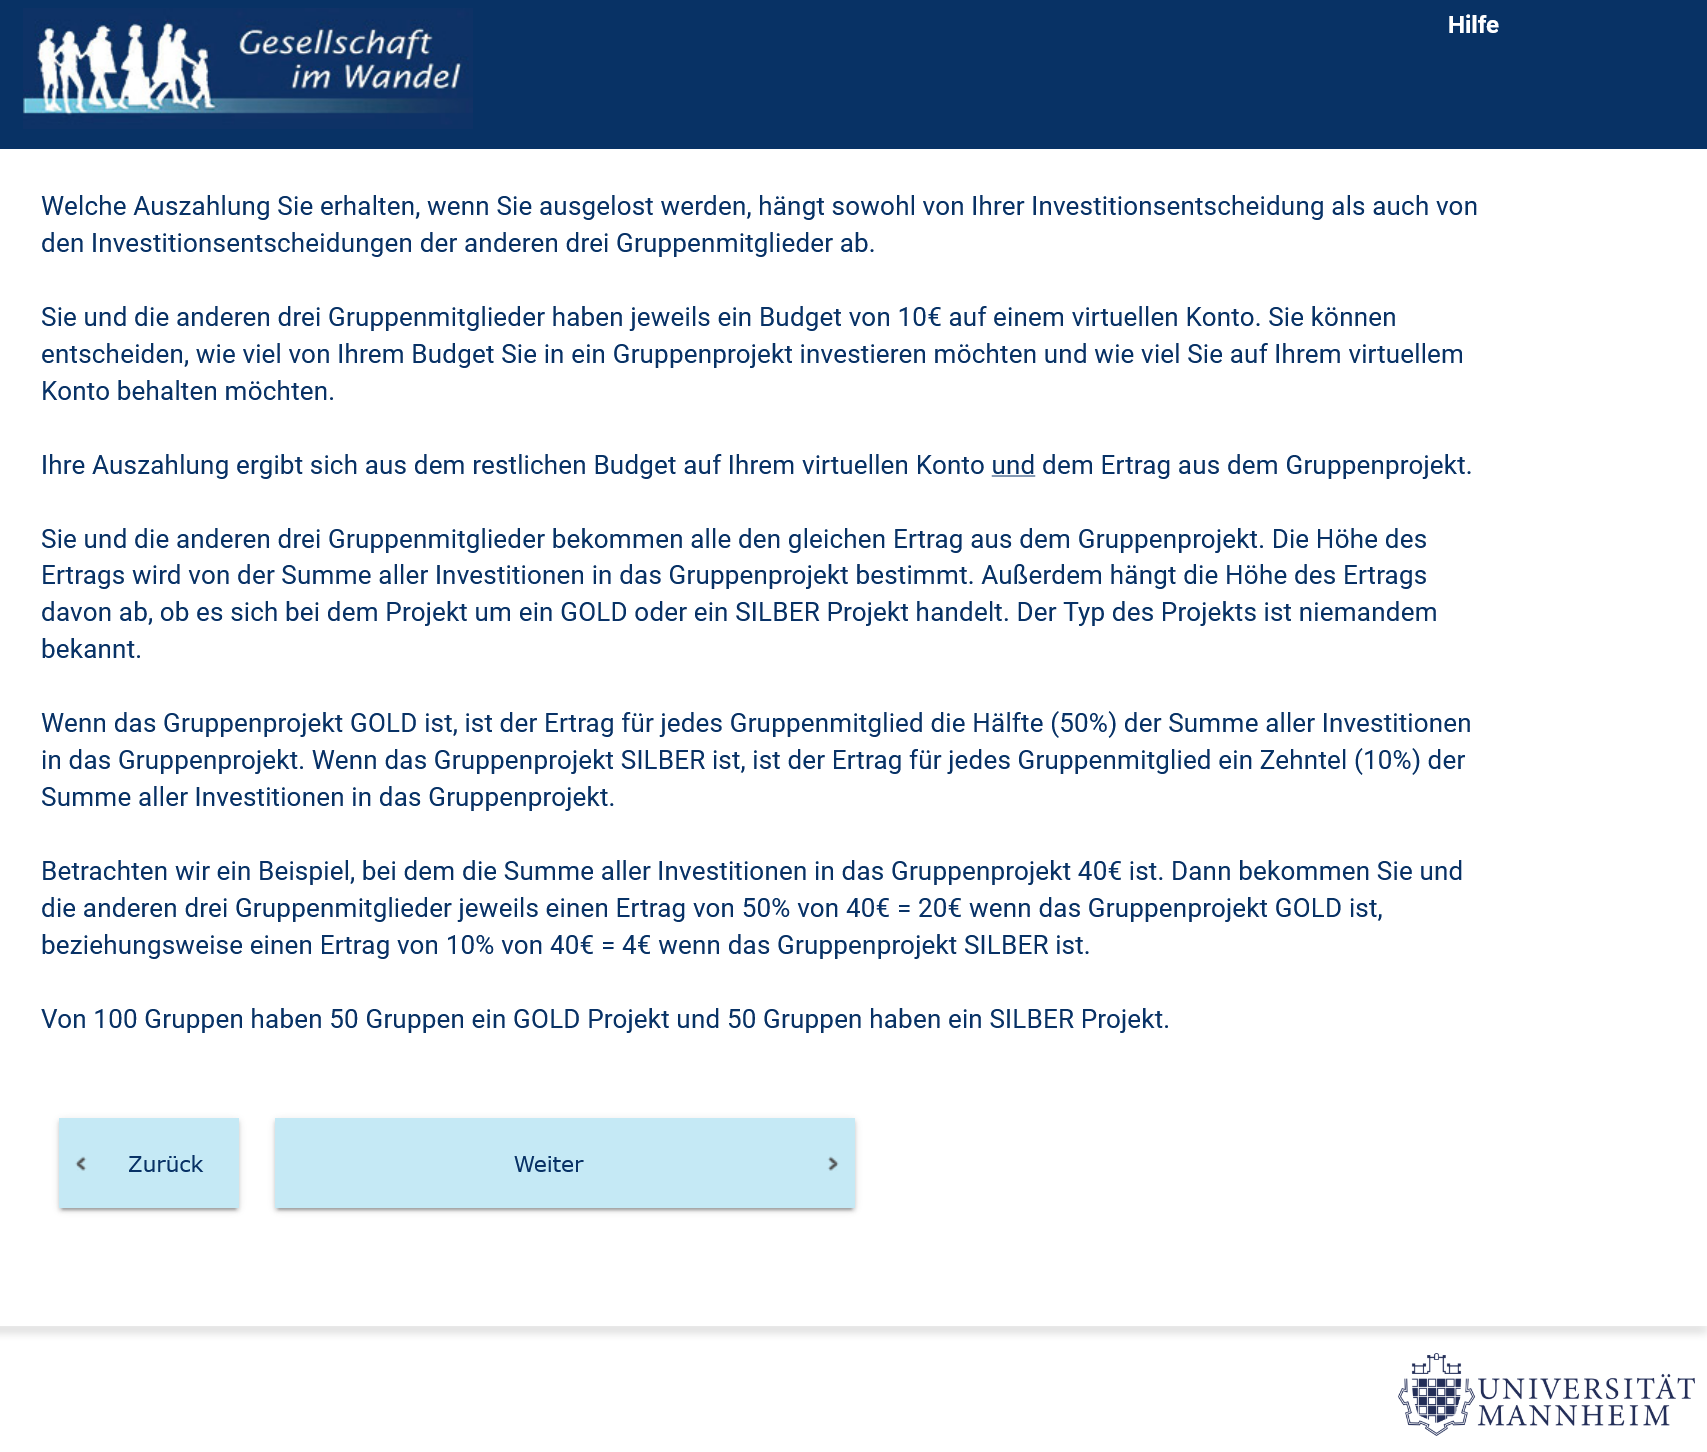 Gesellschaft
im Wandel
Hilfe
Welche Auszahlung Sie erhalten, wenn Sie ausgelost werden, hängt sowohl von Ihrer Investitionsentscheidung als auch von
den Investitionsentscheidungen der anderen drei Gruppenmitglieder ab.
Sie und die anderen drei Gruppenmitglieder haben jeweils ein Budget von 10€ auf einem virtuellen Konto. Sie können
entscheiden, wie viel von Ihrem Budget Sie in ein Gruppenprojekt investieren möchten und wie viel Sie auf Ihrem virtuellem
Konto behalten möchten.
Ihre Auszahlung ergibt sich aus dem restlichen Budget auf Ihrem virtuellen Konto und dem Ertrag aus dem Gruppenprojekt.
Sie und die anderen drei Gruppenmitglieder bekommen alle den gleichen Ertrag aus dem Gruppenprojekt. Die Höhe des
Ertrags wird von der Summe aller Investitionen in das Gruppenprojekt bestimmt. Außerdem hängt die Höhe des Ertrags
davon ab, ob es sich bei dem Projekt um ein GOLD oder ein SILBER Projekt handelt. Der Typ des Projekts ist niemandem
bekannt.
Wenn das Gruppenprojekt GOLD ist, ist der Ertrag für jedes Gruppenmitglied die Hälfte (50%) der Summe aller Investitionen
in das Gruppenprojekt. Wenn das Gruppenprojekt SILBER ist, ist der Ertrag für jedes Gruppenmitglied ein Zehntel (10%) der
Summe aller Investitionen in das Gruppenprojekt.
Betrachten wir ein Beispiel, bei dem die Summe aller Investitionen in das Gruppenprojekt 40€ ist. Dann bekommen Sie und
die anderen drei Gruppenmitglieder jeweils einen Ertrag von 50% von 40€ = 20€ wenn das Gruppenprojekt GOLD ist,
beziehungsweise einen Ertrag von 10% von 40€ = 4€ wenn das Gruppenprojekt SILBER ist.
Von 100 Gruppen haben 50 Gruppen ein GOLD Projekt und 50 Gruppen haben ein SILBER Projekt.
Zurück
Weiter
UNIVERSITÄT
MANNHEIM